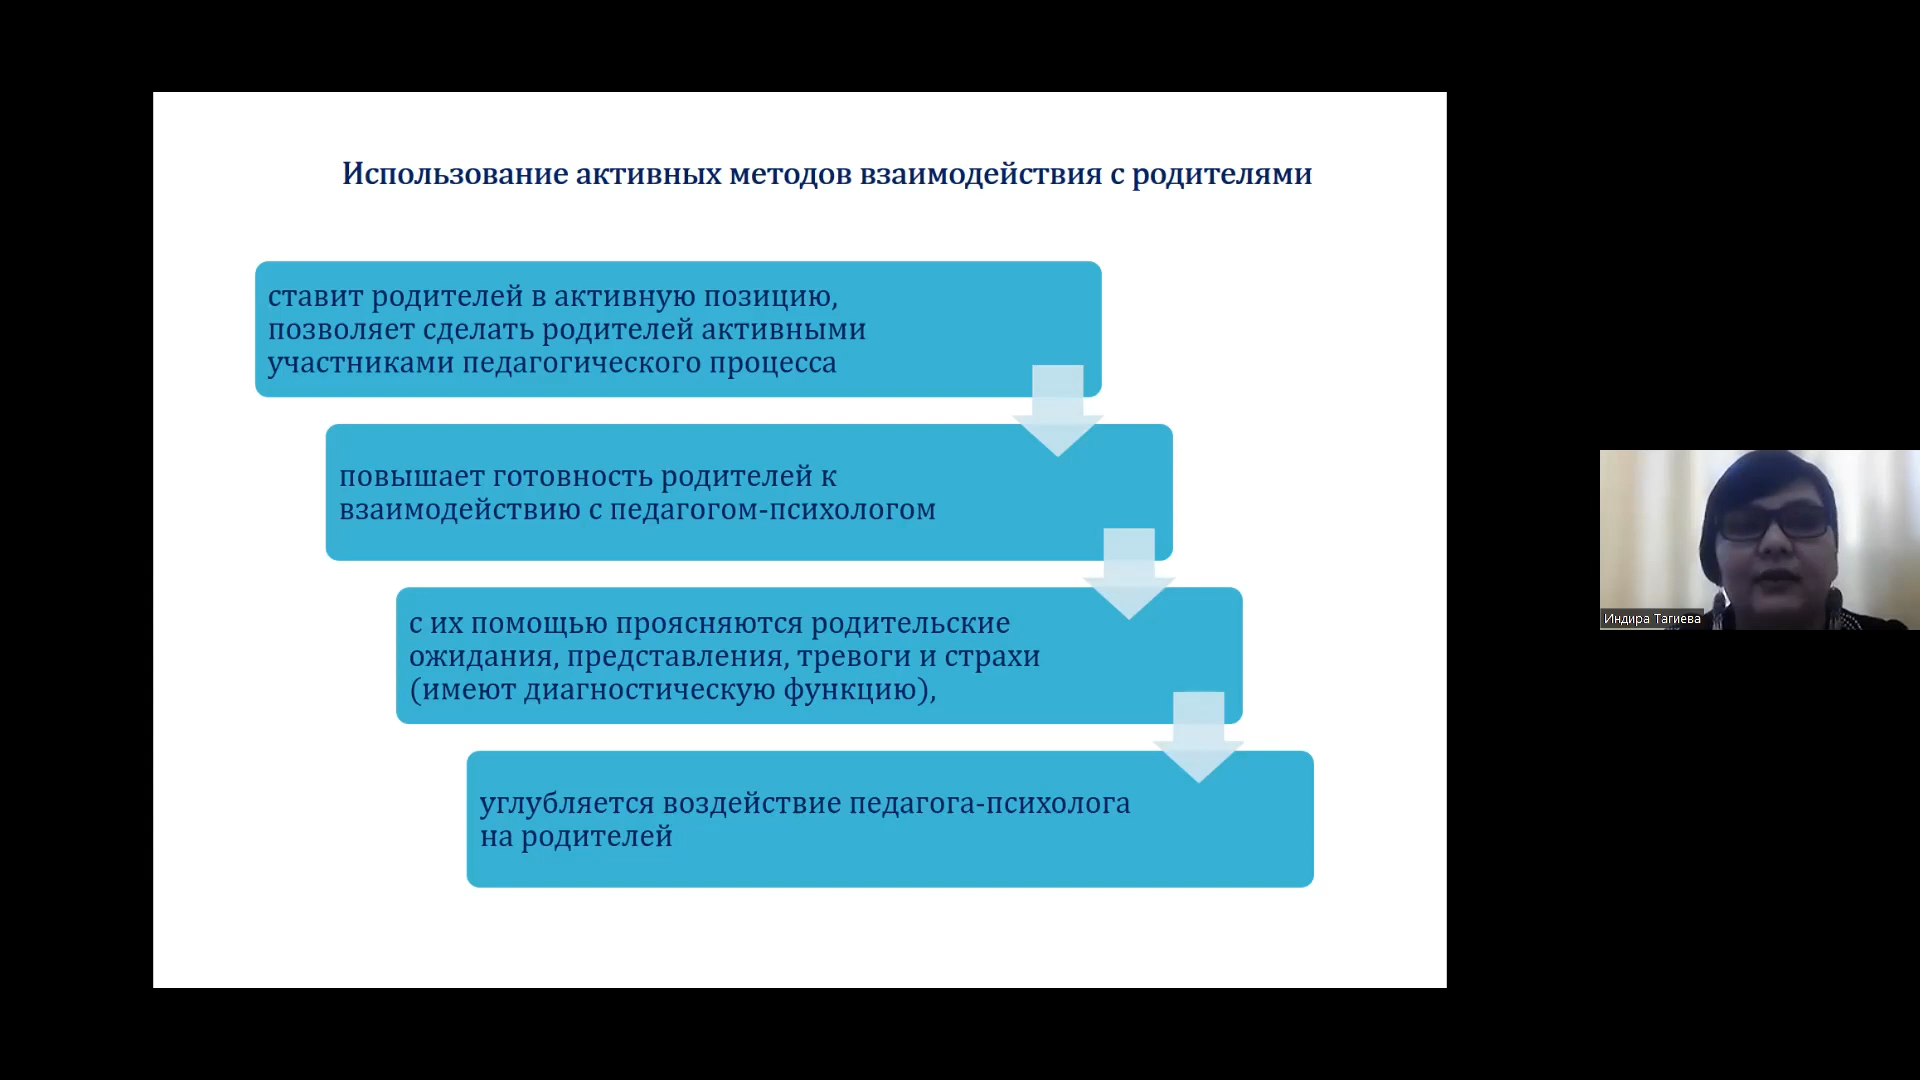 Использование активных методов взаимодействия с родителями
ставит родителей в активную позицию,
позволяет сделать родителей активными
участниками педагогического процесса
повышает готовность родителей к
взаимодействию с педагогом-психологом
с их помощью проясняются родительские
ожидания, представления, тревоги и страхи
(имеют диагностическую функцию),
углубляется воздействие педагога-психолога
на родителей
Индира Тагиева